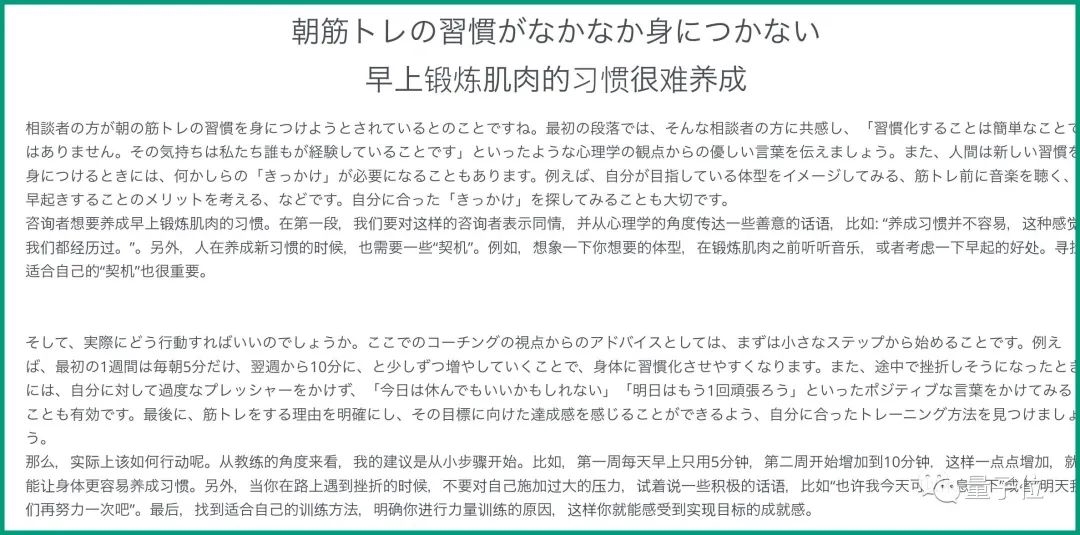 朝筋トレの習慣がなかなか身につかない
早上锻炼肌肉的习惯很难养成
相談者の方が朝の筋トレの習慣を身につけようとされているとのことですね。最初の段落では、そんな相談者の方に共感し、「習慣化することは簡単なことで
はありません。その気持ちは私たち誰もが経験していることです」といったような心理学の観点からの優しい言葉を伝えましょう。また、人間は新しい習慣を
身につけるときには、何かしらの「きっかけ」が必要になることもあります。例えば、自分が目指している体型をイメージしてみる、筋トレ前に音楽を聴く、
早起きすることのメリットを考える、などです。自分に合った「きっかけ」を探してみることも大切です。
咨询者想要养成早上锻炼肌肉的习惯。在第一段，我们要对这样的咨询者表示同情，并从心理学的角度传达一些善意的话语，比如: “养成习惯并不容易，这种感觉
我们都经历过。”。另外，人在养成新习惯的时候，也需要一些“契机”。例如，想象一下你想要的体型，在锻炼肌肉之前听听音乐，或者考虑一下早起的好处。寻找
适合自己的“契机”也很重要。
そして、実際にどう行動すればいいのでしょうか。ここでのコーチングの視点からのアドバイスとしては、まずは小さなステップから始めることです。例え
ば、最初の1週間は毎朝5分だけ、翌週から10分に、と少しずつ増やしていくことで、身体に習慣化させやすくなります。また、途中で挫折しそうになったとき
には、自分に対して過度なプレッシャーをかけず、「今日は休んでもいいかもしれない」「明日はもう1回頑張ろう」といったポジティブな言葉をかけてみる
ことも有効です。最後に、筋トレをする理由を明確にし、その目標に向けた達成感を感じることができるよう、自分に合ったトレーニング方法を見つけましょ
う。
那么，实际上该如何行动呢。从教练的角度来看，我的建议是从小步骤开始。比如，第一周每天早上只用5分钟，第二周开始增加到10分钟，这样一点点增加，就
能让身体更容易养成习惯。另外，当你在路上遇到挫折的时候，不要对自己施加过大的压力，试着说一些积极的话语，比如“也许我今天可 息 下 明天我
们再努力一次吧”。最后，找到适合自己的训练方法，明确你进行力量训练的原因，这样你就能感受到实现目标的成就感。
量子位